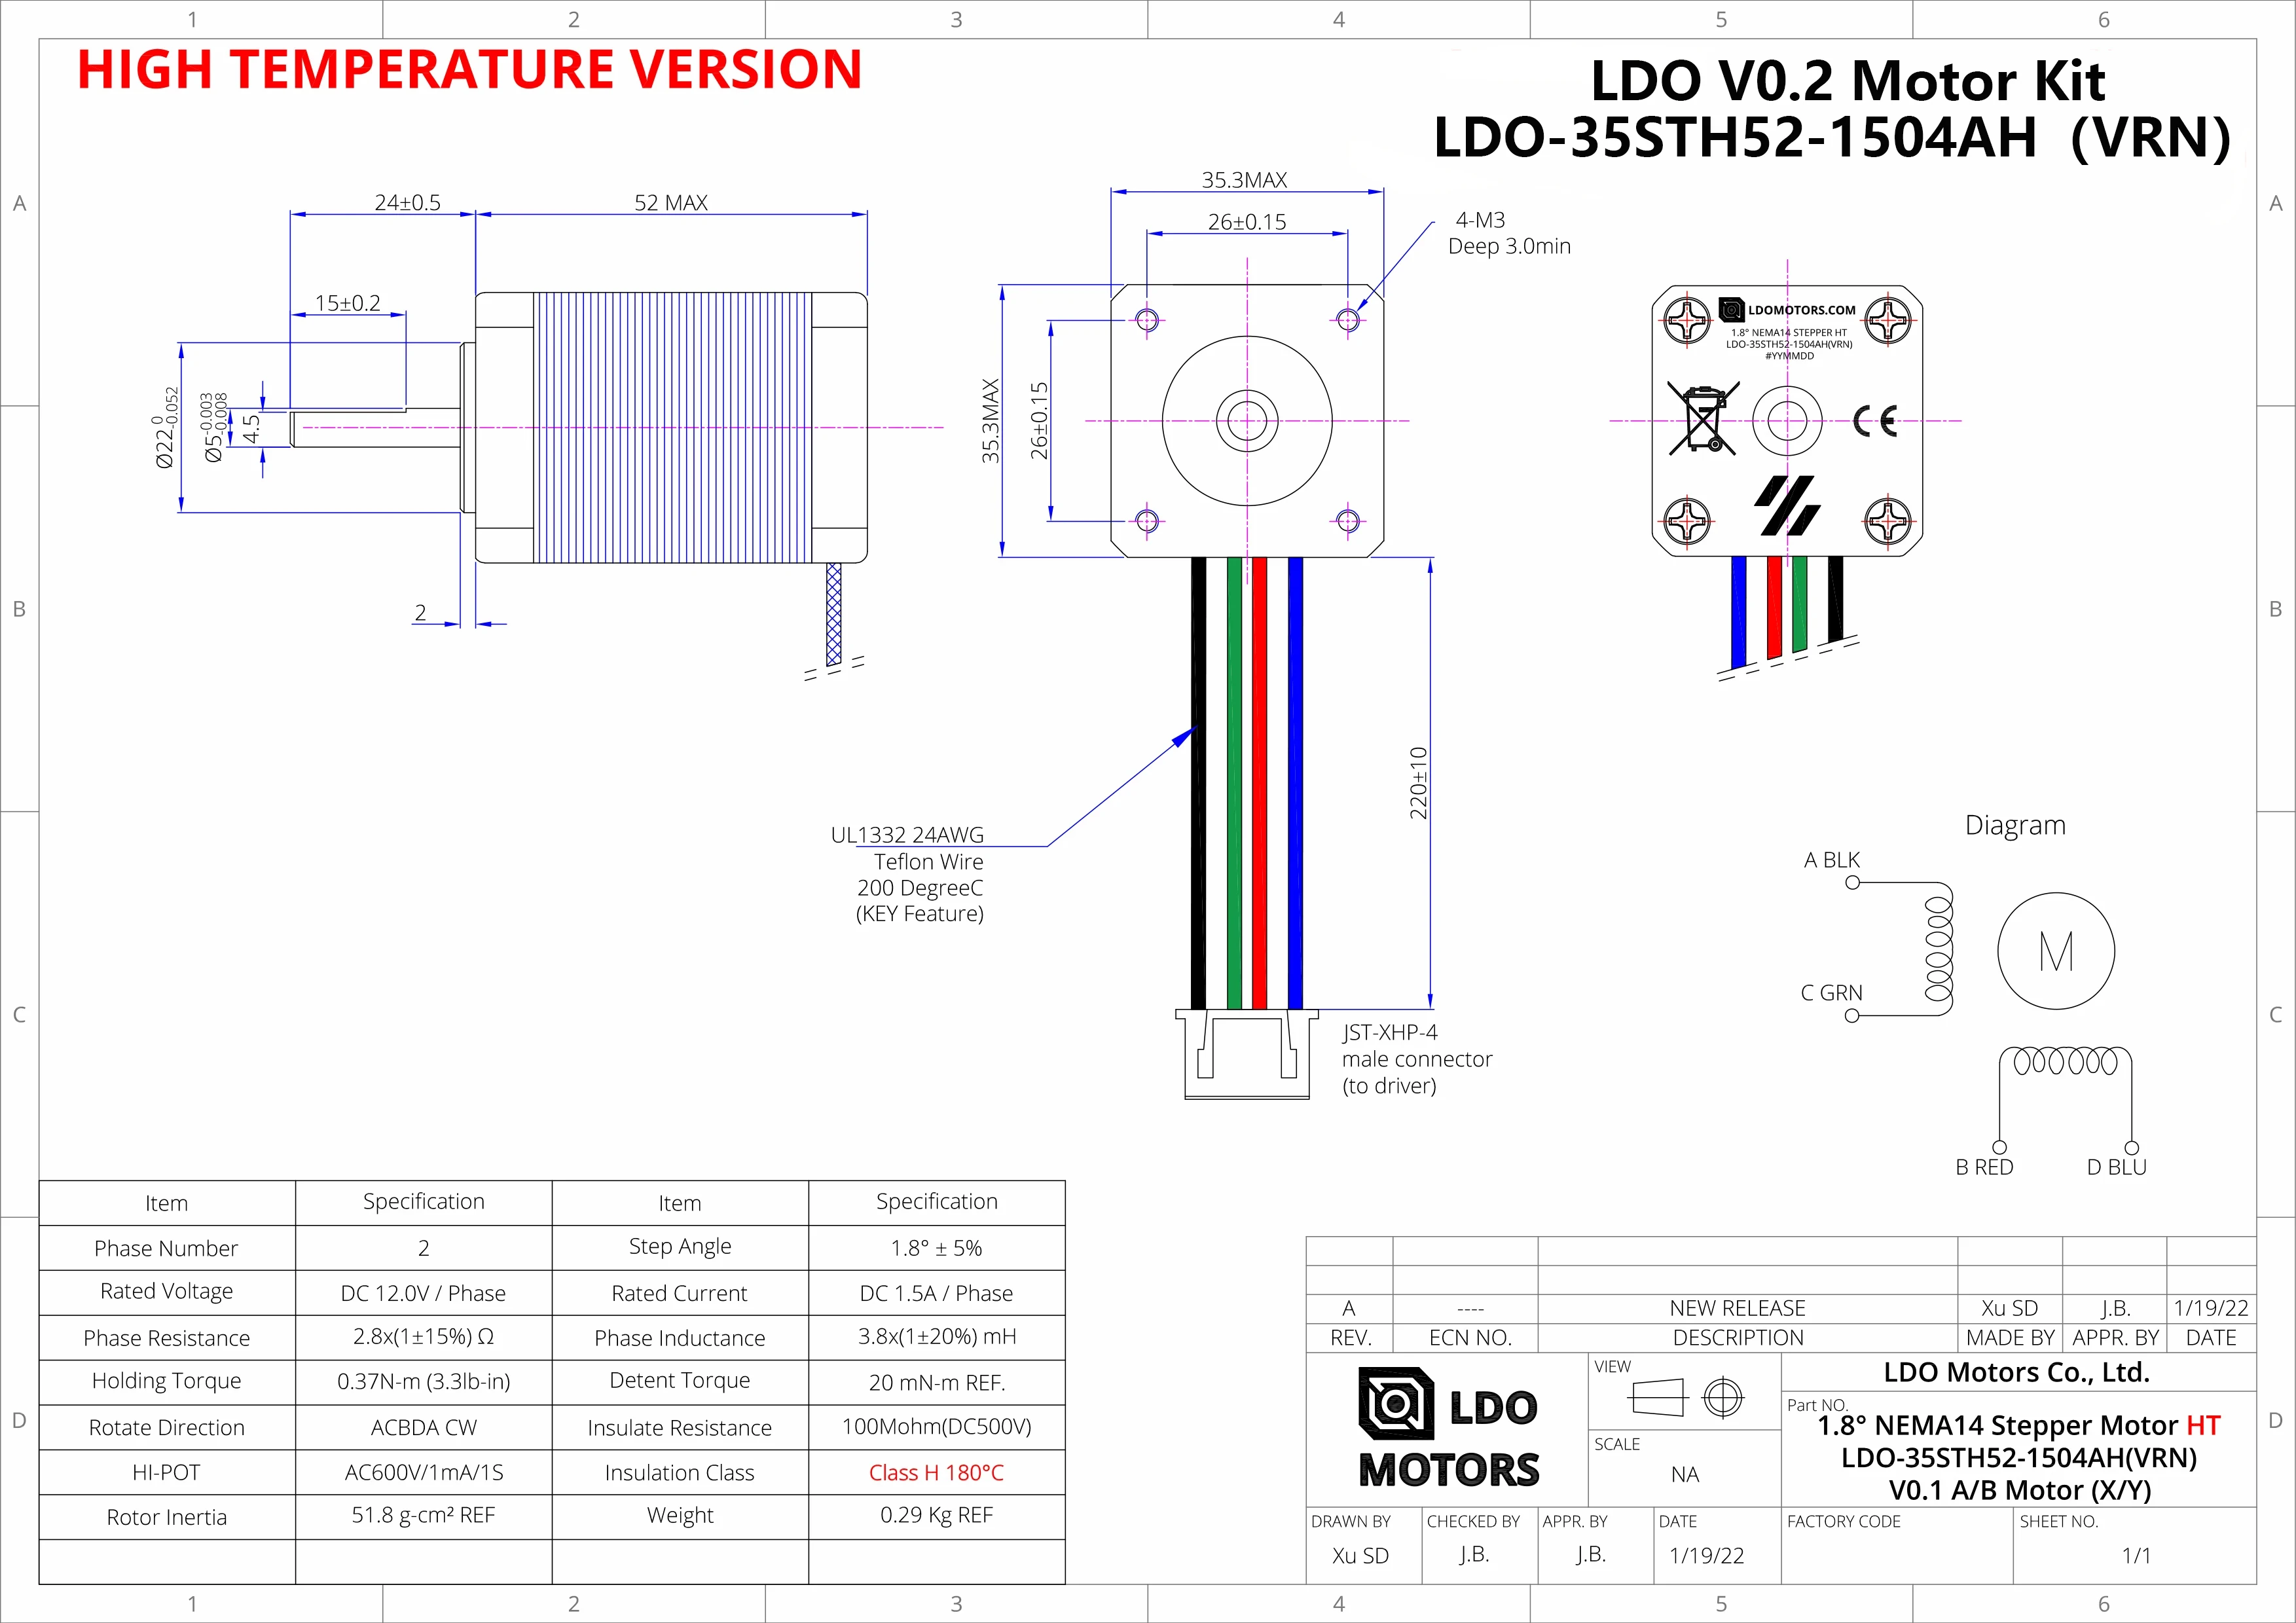 1 2 3 4 5 6
HIGH TEMPERATURE VERSION
LDO V0.2 Motor Kit
LDO-35STH52-1504AH (VRN)
A
A
B
B
C
C
D
D
24±0.5
52 MAX
15±0.2
Ø22 0 -0.052
Ø5 -0.003 -0.008
4.5
2
35.3MAX
26±0.15
4-M3
Deep 3.0min
35.3MAX
26±0.15
220±10
UL1332 24AWG
Teflon Wire
200 DegreeC
(KEY Feature)
JST-XHP-4
male connector
(to driver)
LDOMOTORS.COM
1.8° NEMA14 STEPPER HT
LDO-35STH52-1504AH(VRN)
#YYMMDD
CE
Diagram
A BLK
C GRN
M
B RED
D BLU
Item Specification Item Specification
Phase Number 2 Step Angle 1.8° ± 5%
Rated Voltage DC 12.0V / Phase Rated Current DC 1.5A / Phase
Phase Resistance 2.8x(1±15%) Ω Phase Inductance 3.8x(1±20%) mH
Holding Torque 0.37N-m (3.3lb-in) Detent Torque 20 mN-m REF.
Rotate Direction ACBDA CW Insulate Resistance 100Mohm(DC500V)
HI-POT AC600V/1mA/1S Insulation Class Class H 180°C
Rotor Inertia 51.8 g-cm² REF Weight 0.29 Kg REF
A ---- NEW RELEASE Xu SD J.B. 1/19/22
REV. ECN NO. DESCRIPTION MADE BY APPR. BY DATE
LDO
MOTORS
VIEW
SCALE
NA
LDO Motors Co., Ltd.
Part NO.
1.8° NEMA14 Stepper Motor HT
LDO-35STH52-1504AH(VRN)
V0.1 A/B Motor (X/Y)
DRAWN BY CHECKED BY APPR. BY DATE FACTORY CODE SHEET NO.
Xu SD J.B. J.B. 1/19/22 1/1
1 2 3 4 5 6